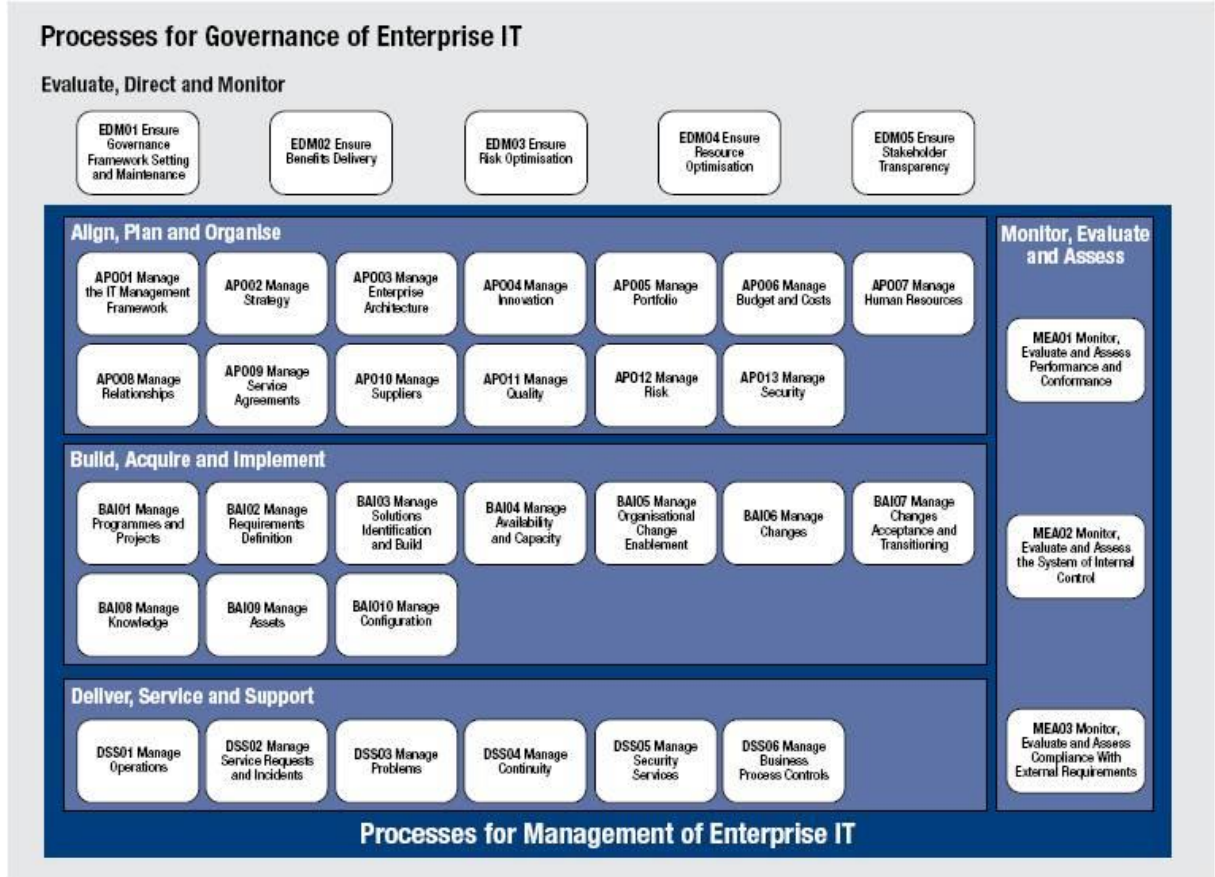 Processes for Governance of Enterprise IT
Evaluate, Direct and Monitor
EDM01 Ensure
Governance
Framework Setting
and Maintenance
EDM02 Ensure
Benefits Delivery
EDM03 Ensure
Risk Optimisation
EDM04 Ensure
Resource
Optimisation
EDM05 Ensure
Stakeholder
Transparency
Align, Plan and Organise
APO01 Manage
the IT Management
Framework
APO02 Manage
Strategy
APO03 Manage
Enterprise
Architecture
APO04 Manage
Innovation
APO05 Manage
Portfolio
APO06 Manage
Budget and Costs
APO07 Manage
Human Resources
APO08 Manage
Relationships
APO09 Manage
Service
Agreements
APO10 Manage
Suppliers
APO11 Manage
Quality
APO12 Manage
Risk
APO13 Manage
Security
Build, Acquire and Implement
BAI01 Manage
Programmes and
Projects
BAI02 Manage
Requirements
Definition
BAI03 Manage
Solutions
Identification
and Build
BAI04 Manage
Availability
and Capacity
BAI05 Manage
Organisational
Change
Enablement
BAI06 Manage
Changes
BAI07 Manage
Changes
Acceptance and
Transitioning
BAI08 Manage
Knowledge
BAI09 Manage
Assets
BAI010 Manage
Configuration
Deliver, Service and Support
DSS01 Manage
Operations
DSS02 Manage
Service Requests
and Incidents
DSS03 Manage
Problems
DSS04 Manage
Continuity
DSS05 Manage
Security
Services
DSS06 Manage
Business
Process Controls
Monitor, Evaluate
and Assess
MEA01 Monitor,
Evaluate and Assess
Performance and
Conformance
MEA02 Monitor,
Evaluate and Assess
the System of Internal
Control
MEA03 Monitor,
Evaluate and Assess
Compliance With
External Requirements
Processes for Management of Enterprise IT